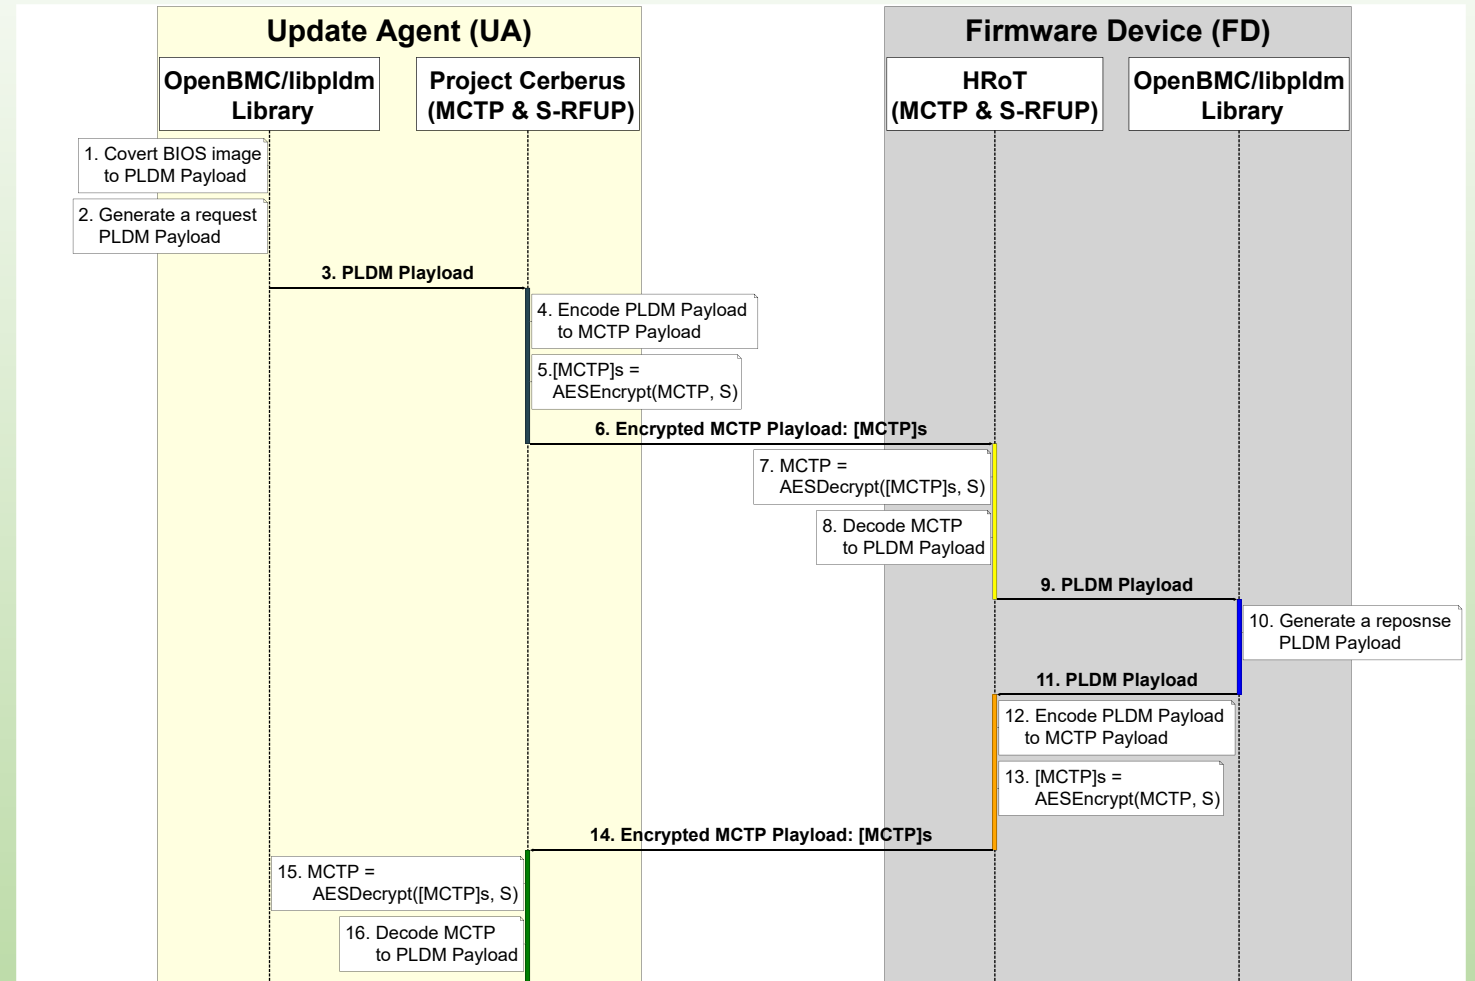 Update Agent (UA)
Firmware Device (FD)
OpenBMC/libpldm
Library
Project Cerberus
(MCTP & S-RFUP)
HRoT
(MCTP & S-RFUP)
OpenBMC/libpldm
Library
1. Covert BIOS image
to PLDM Payload
2. Generate a request
PLDM Payload
3. PLDM Playload
4. Encode PLDM Payload
to MCTP Payload
5.[MCTP]s =
AESEncrypt(MCTP, S)
6. Encrypted MCTP Playload: [MCTP]s
7. MCTP =
AESDecrypt([MCTP]s, S)
8. Decode MCTP
to PLDM Payload
9. PLDM Playload
10. Generate a reposnse
PLDM Payload
11. PLDM Playload
12. Encode PLDM Payload
to MCTP Payload
13. [MCTP]s =
AESEncrypt(MCTP, S)
14. Encrypted MCTP Playload: [MCTP]s
15. MCTP =
AESDecrypt([MCTP]s, S)
16. Decode MCTP
to PLDM Payload